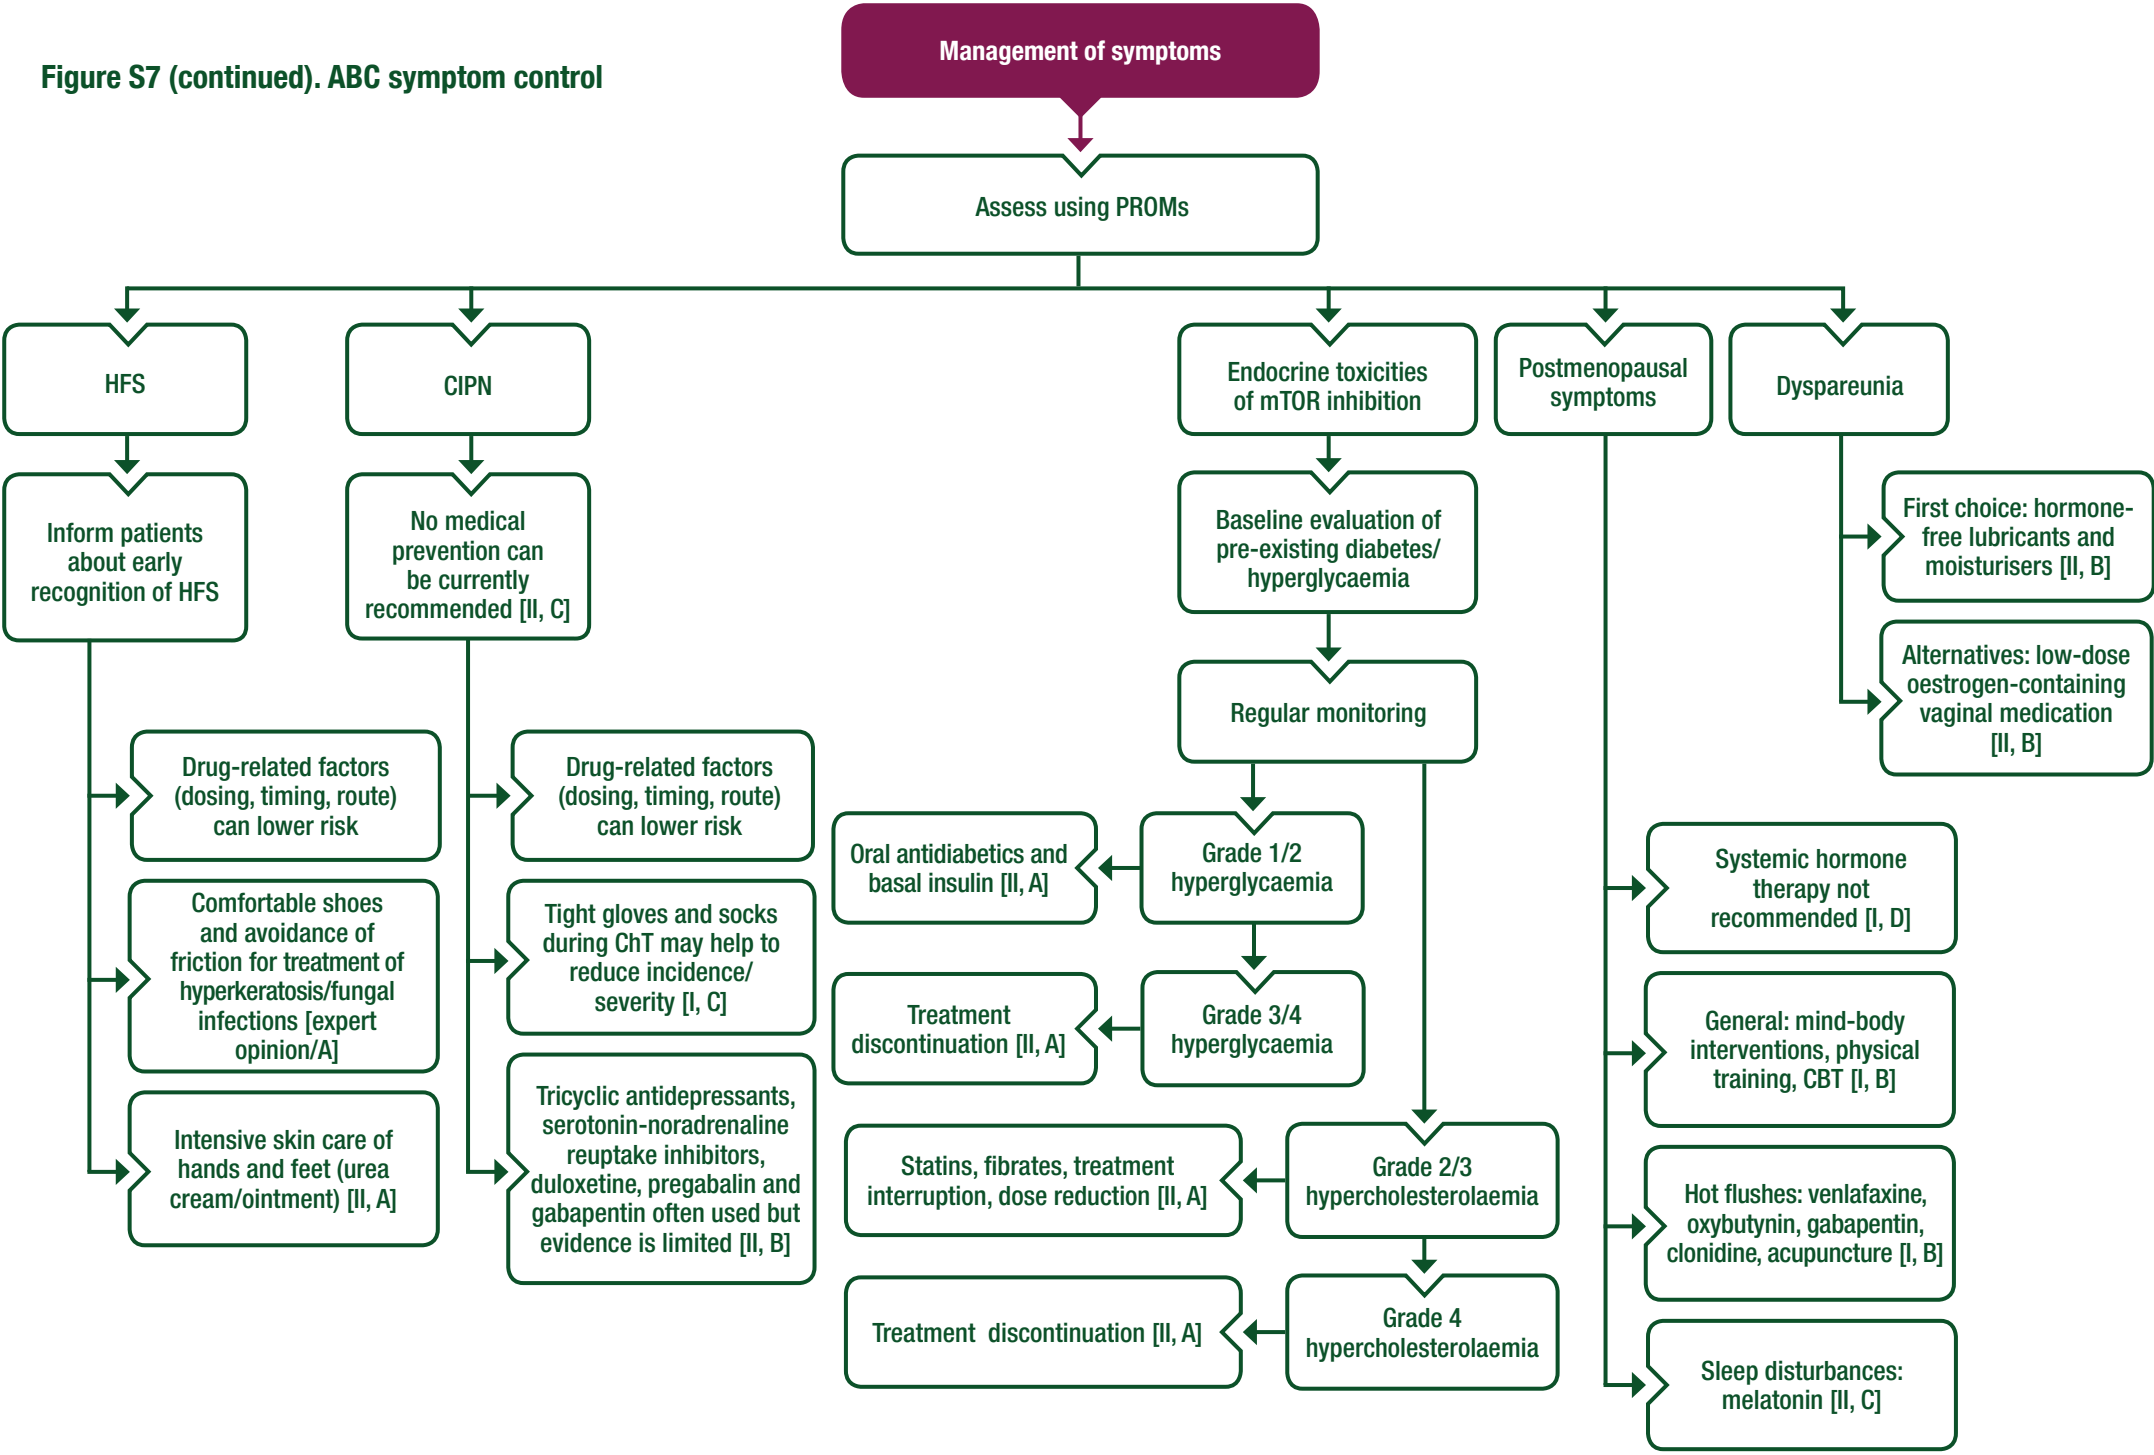 Figure S7 (continued). ABC symptom control
Management of symptoms
Assess using PROMs
HFS
Inform patients
about early
recognition of HFS
Drug-related factors
(dosing, timing, route)
can lower risk
Comfortable shoes
and avoidance of
friction for treatment of
hyperkeratosis/fungal
infections [expert
opinion/A]
Intensive skin care of
hands and feet (urea
cream/ointment) [II, A]
CIPN
No medical
prevention can
be currently
recommended [II, C]
Drug-related factors
(dosing, timing, route)
can lower risk
Tight gloves and socks
during ChT may help to
reduce incidence/
severity [I, C]
Tricyclic antidepressants,
serotonin-noradrenaline
reuptake inhibitors,
duloxetine, pregabalin and
gabapentin often used but
evidence is limited [II, B]
Endocrine toxicities
of mTOR inhibition
Baseline evaluation of
pre-existing diabetes/
hyperglycaemia
Regular monitoring
Grade 1/2
hyperglycaemia
Oral antidiabetics and
basal insulin [II, A]
Grade 3/4
hyperglycaemia
Treatment
discontinuation [II, A]
Grade 2/3
hypercholesterolaemia
Statins, fibrates, treatment
interruption, dose reduction [II, A]
Grade 4
hypercholesterolaemia
Treatment discontinuation [II, A]
Postmenopausal
symptoms
Systemic hormone
therapy not
recommended [I, D]
General: mind-body
interventions, physical
training, CBT [I, B]
Hot flushes: venlafaxine,
oxybutynin, gabapentin,
clonidine, acupuncture [I, B]
Sleep disturbances:
melatonin [II, C]
Dyspareunia
First choice: hormone-
free lubricants and
moisturisers [II, B]
Alternatives: low-dose
oestrogen-containing
vaginal medication
[II, B]